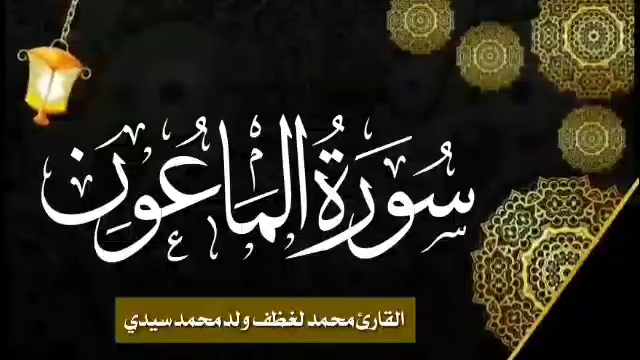 سُورَةُ المَاعُونَ
القارئ محمد لغظف ولد محمد سيدي